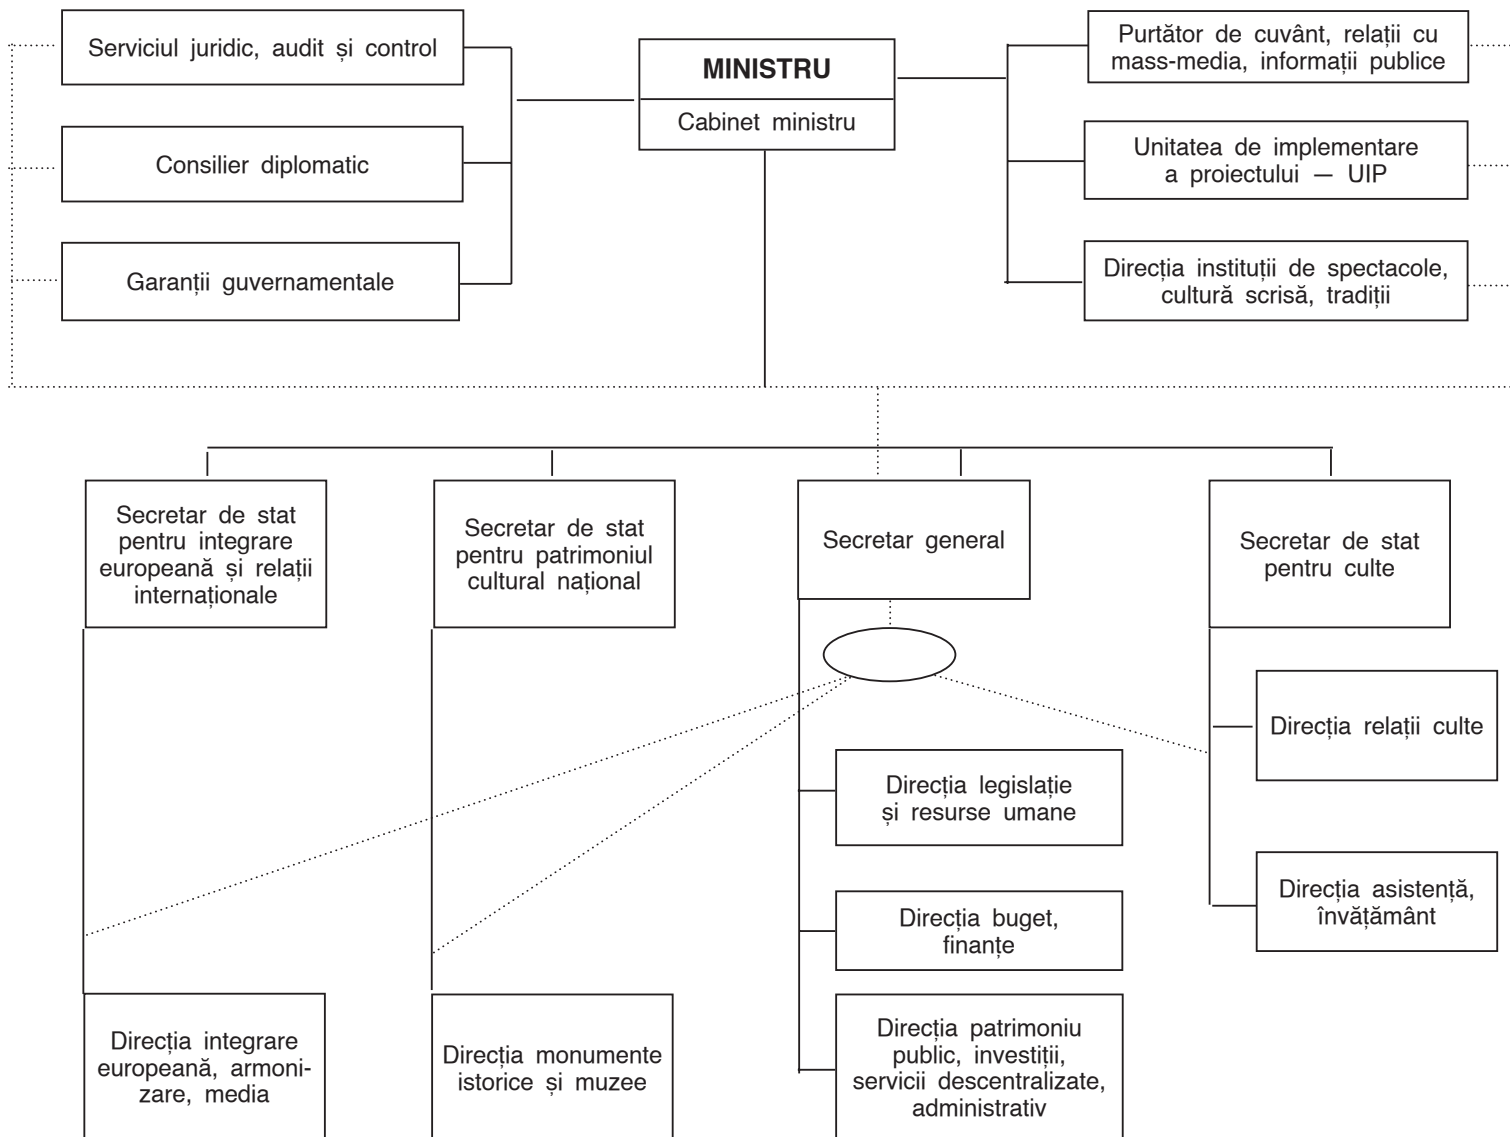 Serviciul juridic, audit și control
MINISTRU
Cabinet ministru
Purtător de cuvânt, relații cu
mass-media, informații publice
Consilier diplomatic
Unitatea de implementare
a proiectului — UIP
Garanții guvernamentale
Direcția instituții de spectacole,
cultură scrisă, tradiții
Secretar de stat
pentru integrare
europeană și relații
internaționale
Secretar de stat
pentru patrimoniul
cultural național
Secretar general
Secretar de stat
pentru culte
Direcția relații culte
Direcția legislație
și resurse umane
Direcția asistență,
învățământ
Direcția buget,
finanțe
Direcția integrare
europeană, armoni-
zare, media
Direcția monumente
istorice și muzee
Direcția patrimoniu
public, investiții,
servicii descentralizate,
administrativ